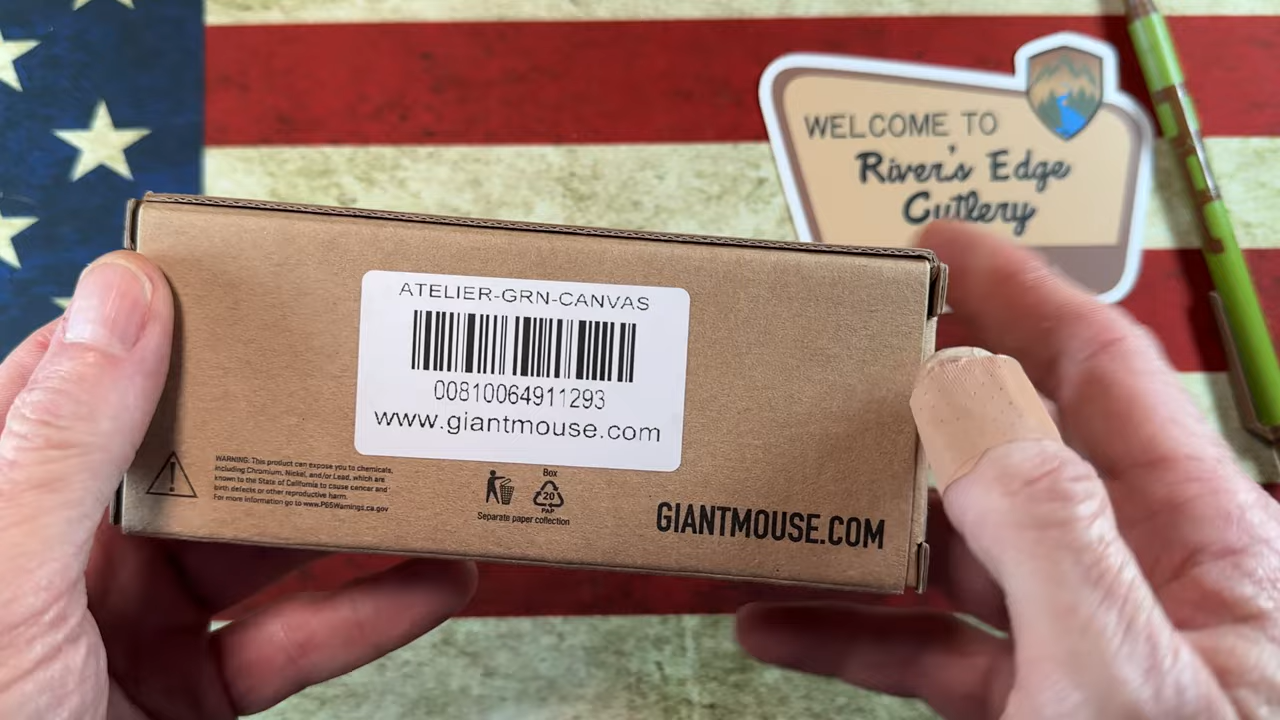 WELCOME TO
River's Edge
Cutlery
ATELIER-GRN-CANVAS
00810064911293
www.giantmouse.com
WARNING: This product can expose you to chemicals,
including Chromium, Nickel, and/or Lead, which are
known to the State of California to cause cancer and
birth defects or other reproductive harm.
For more information go to www.P65Warnings.ca.gov
Box
20
PAP
Separate paper collection
GIANTMOUSE.COM